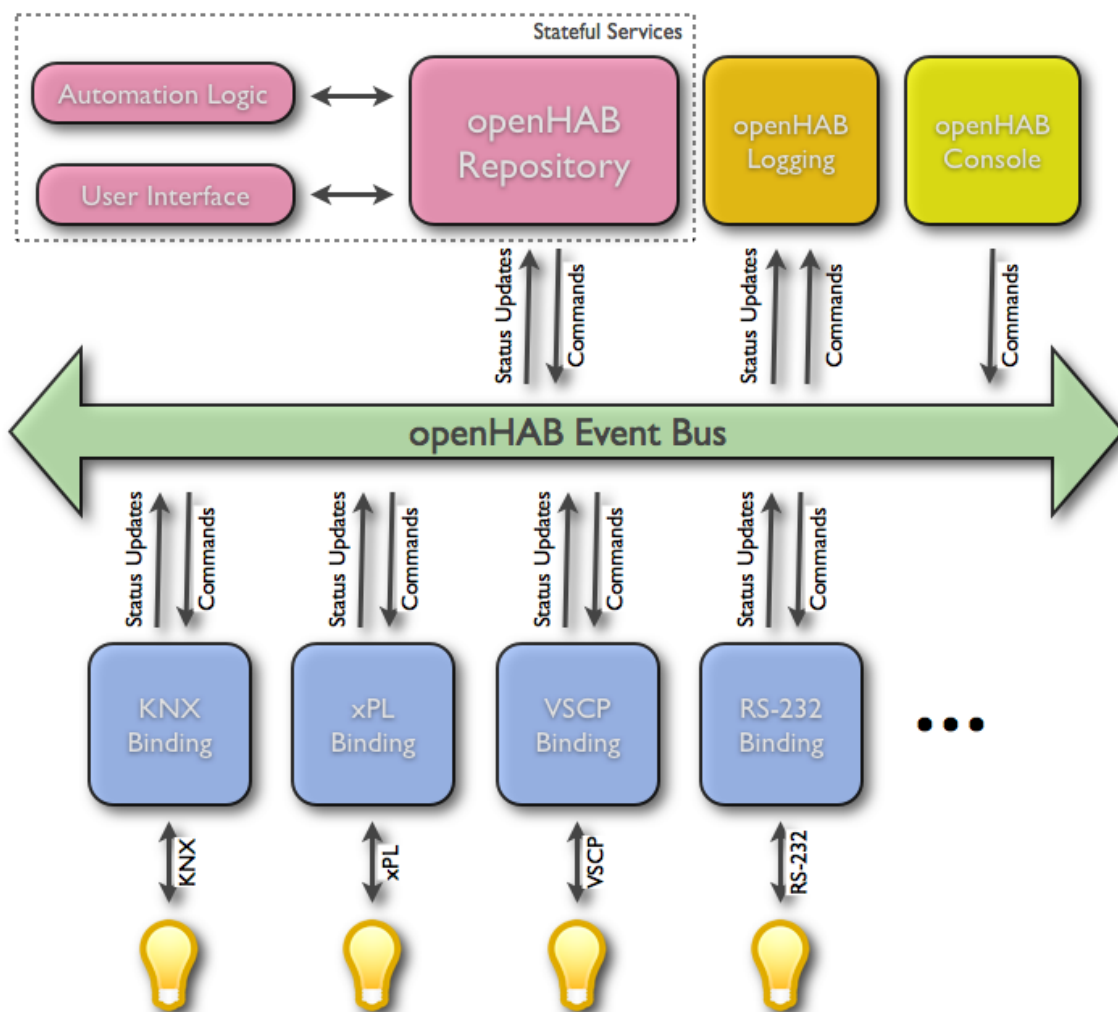 Stateful Services
Automation Logic
User Interface
openHAB
Repository
openHAB
Logging
openHAB
Console
Status Updates
Commands
Status Updates
Commands
Commands
openHAB Event Bus
Status Updates
Commands
Status Updates
Commands
Status Updates
Commands
Status Updates
Commands
KNX
Binding
xPL
Binding
VSCP
Binding
RS-232
Binding
...
KNX
xPL
VSCP
RS-232